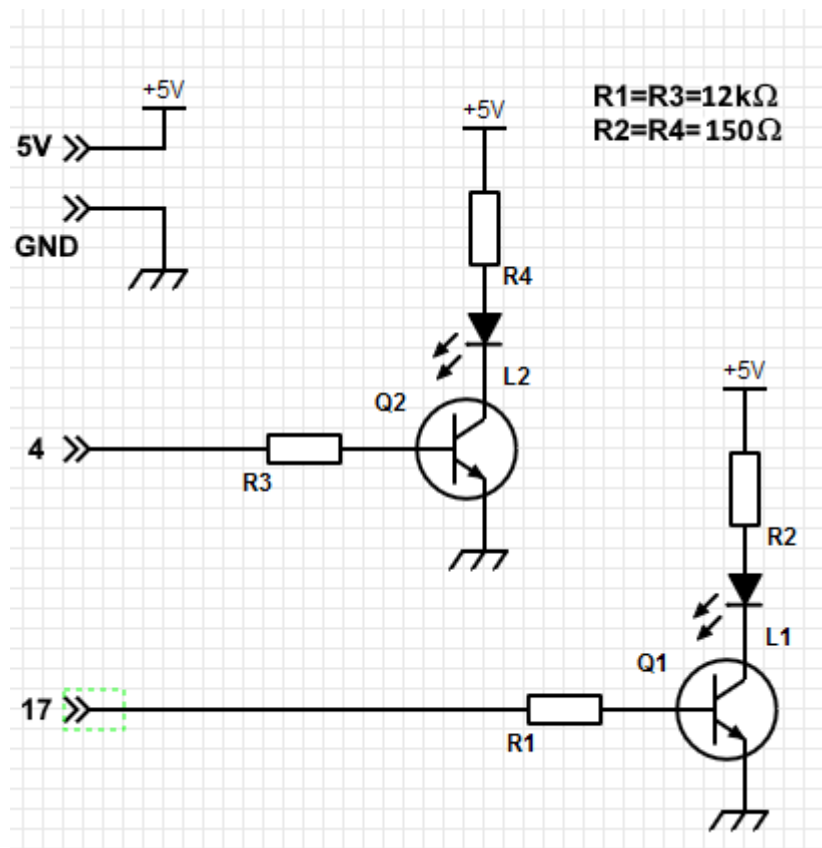 +5V
5V
GND
+5V
R1=R3=12kΩ
R2=R4=150Ω
R4
L2
Q2
4
R3
+5V
R2
L1
Q1
17
R1